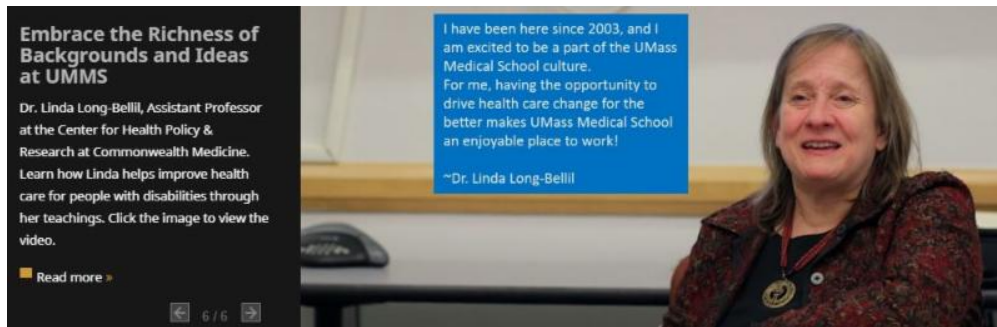 Embrace the Richness of
Backgrounds and Ideas
at UMMS
Dr. Linda Long-Bellil, Assistant Professor
at the Center for Health Policy &
Research at Commonwealth Medicine.
Learn how Linda helps improve health
care for people with disabilities through
her teachings. Click the image to view the
video.
Read more »
6 / 6
I have been here since 2003, and I
am excited to be a part of the UMass
Medical School culture.
For me, having the opportunity to
drive health care change for the
better makes UMass Medical School
an enjoyable place to work!
~Dr. Linda Long-Bellil